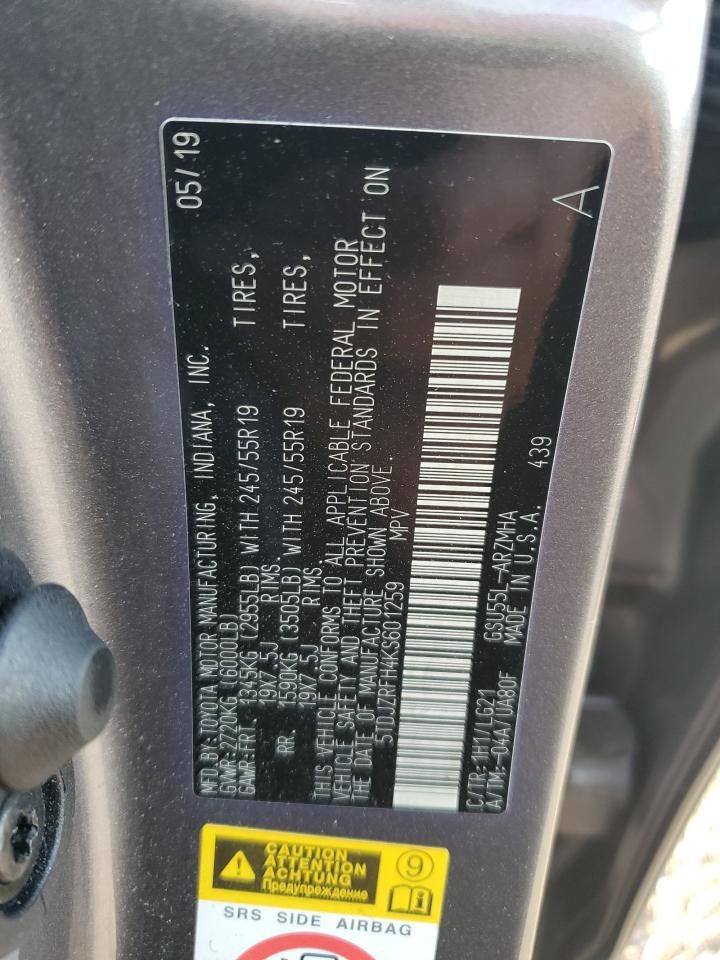 05/19
MFD BY: TOYOTA MOTOR MANUFACTURING, INDIANA, INC.
GVWR:2720KG (6000LB)
GAWR:FRT. 1345KG (2955LB) WITH 245/55R19 TIRES,
19X7.5J RIMS.
RR. 1590KG (3505LB) WITH 245/55R19 TIRES,
19X7.5J RIMS.
THIS VEHICLE CONFORMS TO ALL APPLICABLE FEDERAL MOTOR
VEHICLE SAFETY AND THEFT PREVENTION STANDARDS IN EFFECT ON
THE DATE OF MANUFACTURE SHOWN ABOVE.
5TDJZRFH4KS601259 MPV
C/TR:1H1/LG21 GSU55L-ARZMHA 439
A/TM:-04A/UA80F MADE IN U.S.A.
A
CAUTION
ATTENTION
ACHTUNG
Предупреждение
9
SRS SIDE AIRBAG